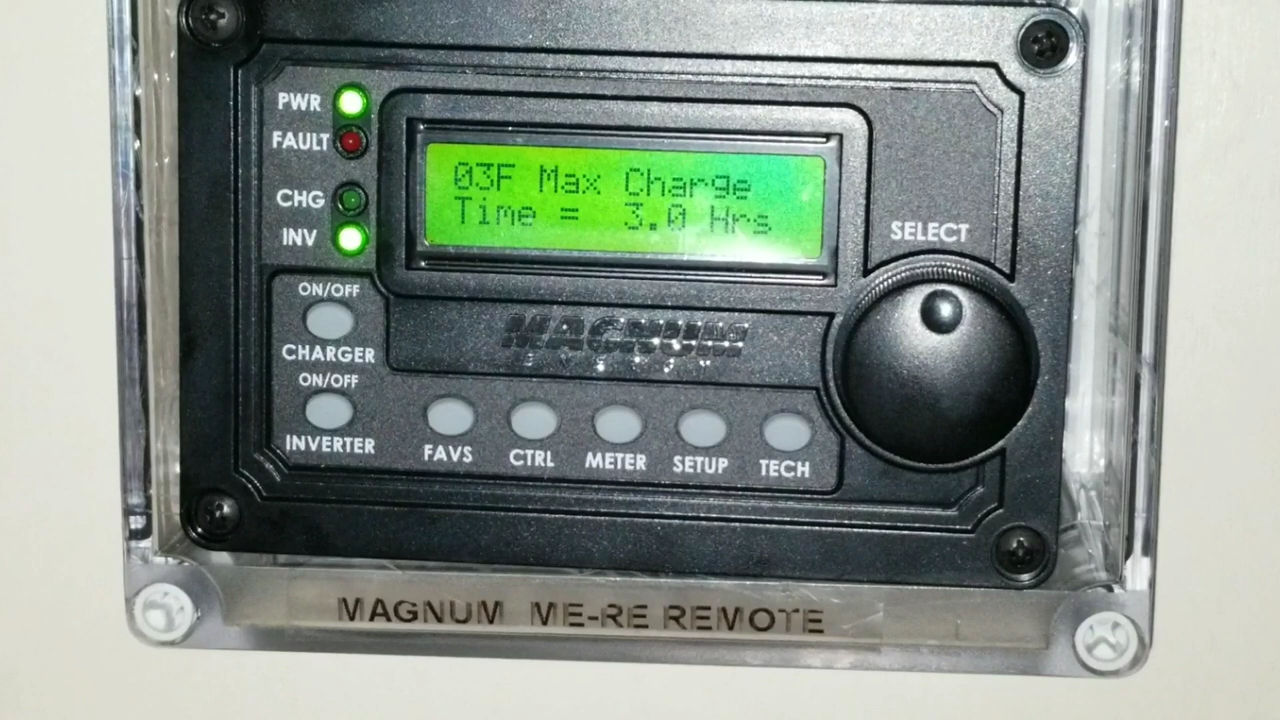 PWR
FAULT
CHG
INV
03F Max Charge
Time = 3.0 Hrs
SELECT
ON/OFF
CHARGER
ON/OFF
INVERTER
MAGNUM
ENERGY
FAVS
CTRL
METER
SETUP
TECH
MAGNUM ME-RE REMOTE